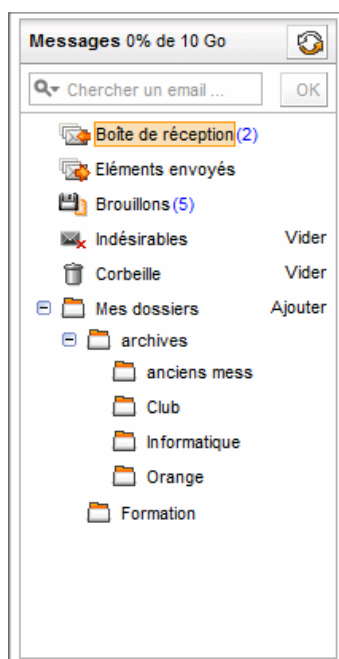 Messages 0% de 10 Go
Chercher un email ... OK
Boîte de réception (2)
Eléments envoyés
Brouillons (5)
Indésirables Vider
Corbeille Vider
Mes dossiers Ajouter
archives
anciens mess
Club
Informatique
Orange
Formation